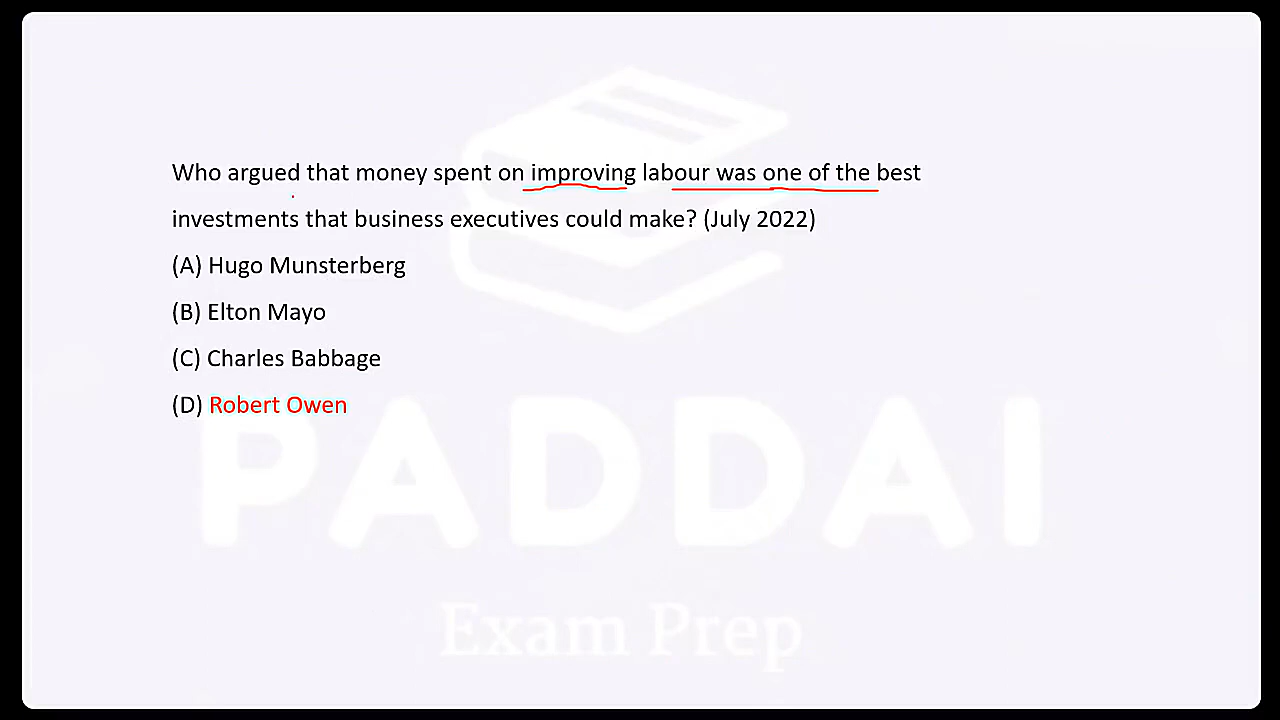 Who argued that money spent on improving labour was one of the best
investments that business executives could make? (July 2022)
(A) Hugo Munsterberg
(B) Elton Mayo
(C) Charles Babbage
(D) Robert Owen
PADDAI
Exam Prep